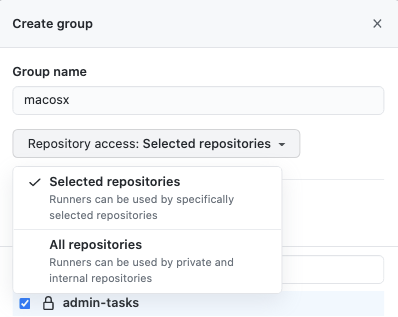 Create group
Group name
macosx
Repository access: Selected repositories
Selected repositories
Runners can be used by specifically
selected repositories
All repositories
Runners can be used by private and
internal repositories
admin-tasks